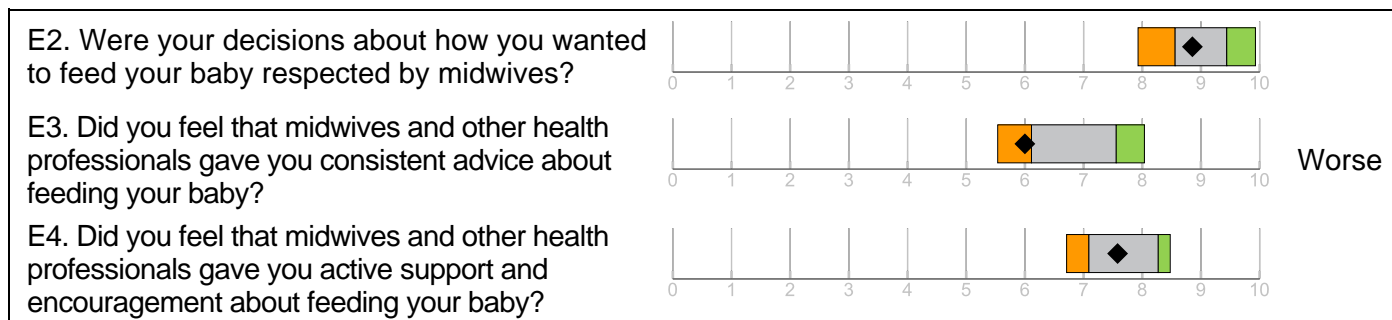 E2. Were your decisions about how you wanted
to feed your baby respected by midwives?
0 1 2 3 4 5 6 7 8 9 10
E3. Did you feel that midwives and other health
professionals gave you consistent advice about
feeding your baby?
0 1 2 3 4 5 6 7 8 9 10
Worse
E4. Did you feel that midwives and other health
professionals gave you active support and
encouragement about feeding your baby?
0 1 2 3 4 5 6 7 8 9 10